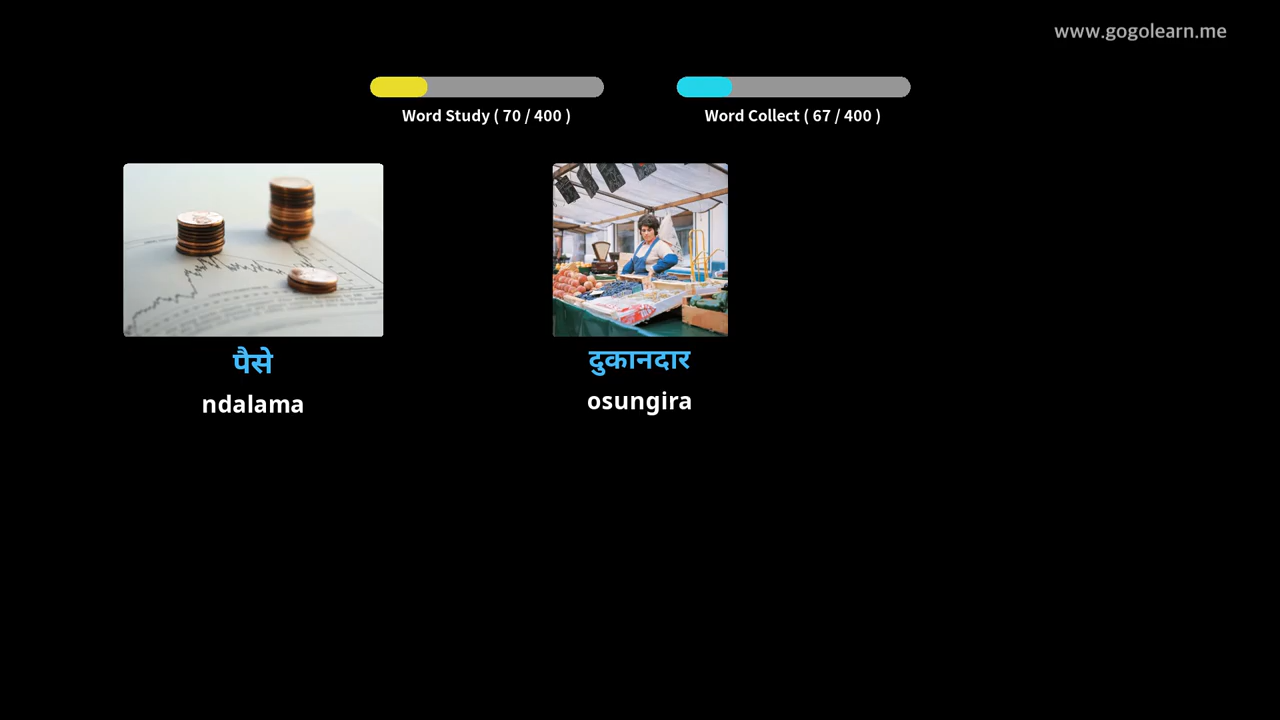 www.gogolearn.me
Word Study ( 70 / 400 )
Word Collect ( 67 / 400 )
पैसे
ndalama
दुकानदार
osungira